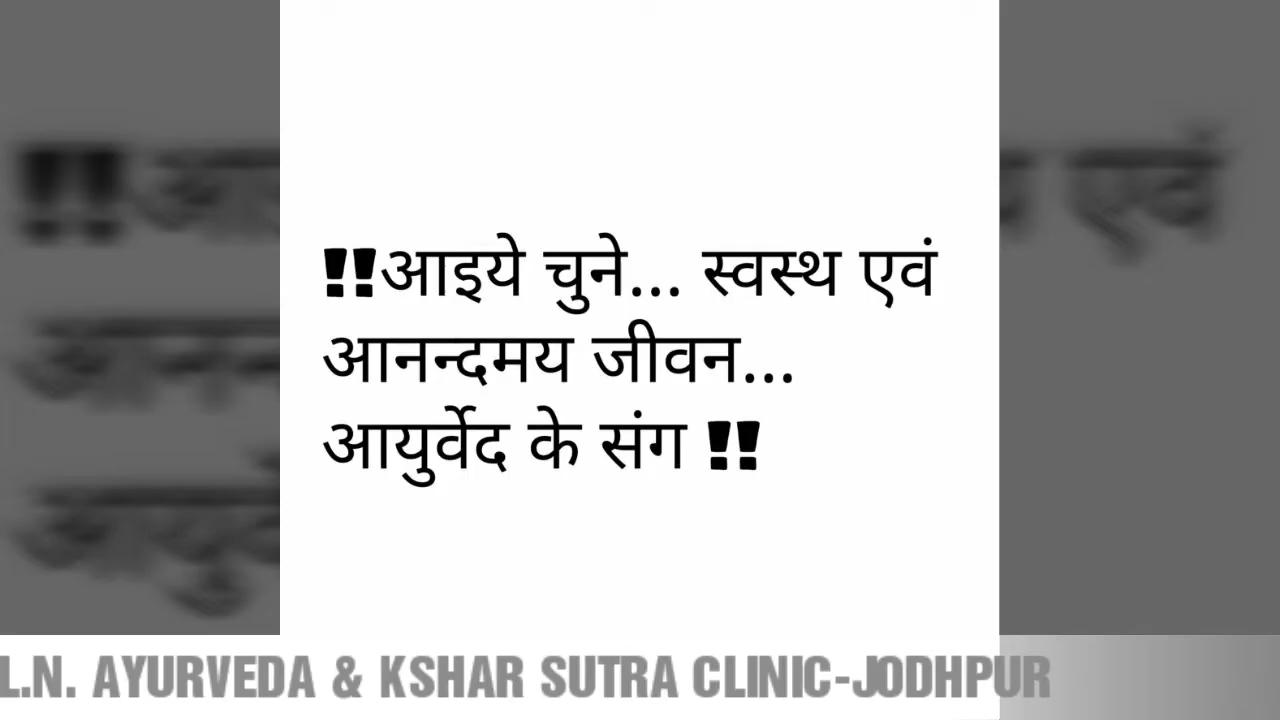 ‼आइये चुने... स्वस्थ एवं
आनन्दमय जीवन...
आयुर्वेद के संग ‼
L.N. AYURVEDA & KSHAR SUTRA CLINIC-JODHPUR